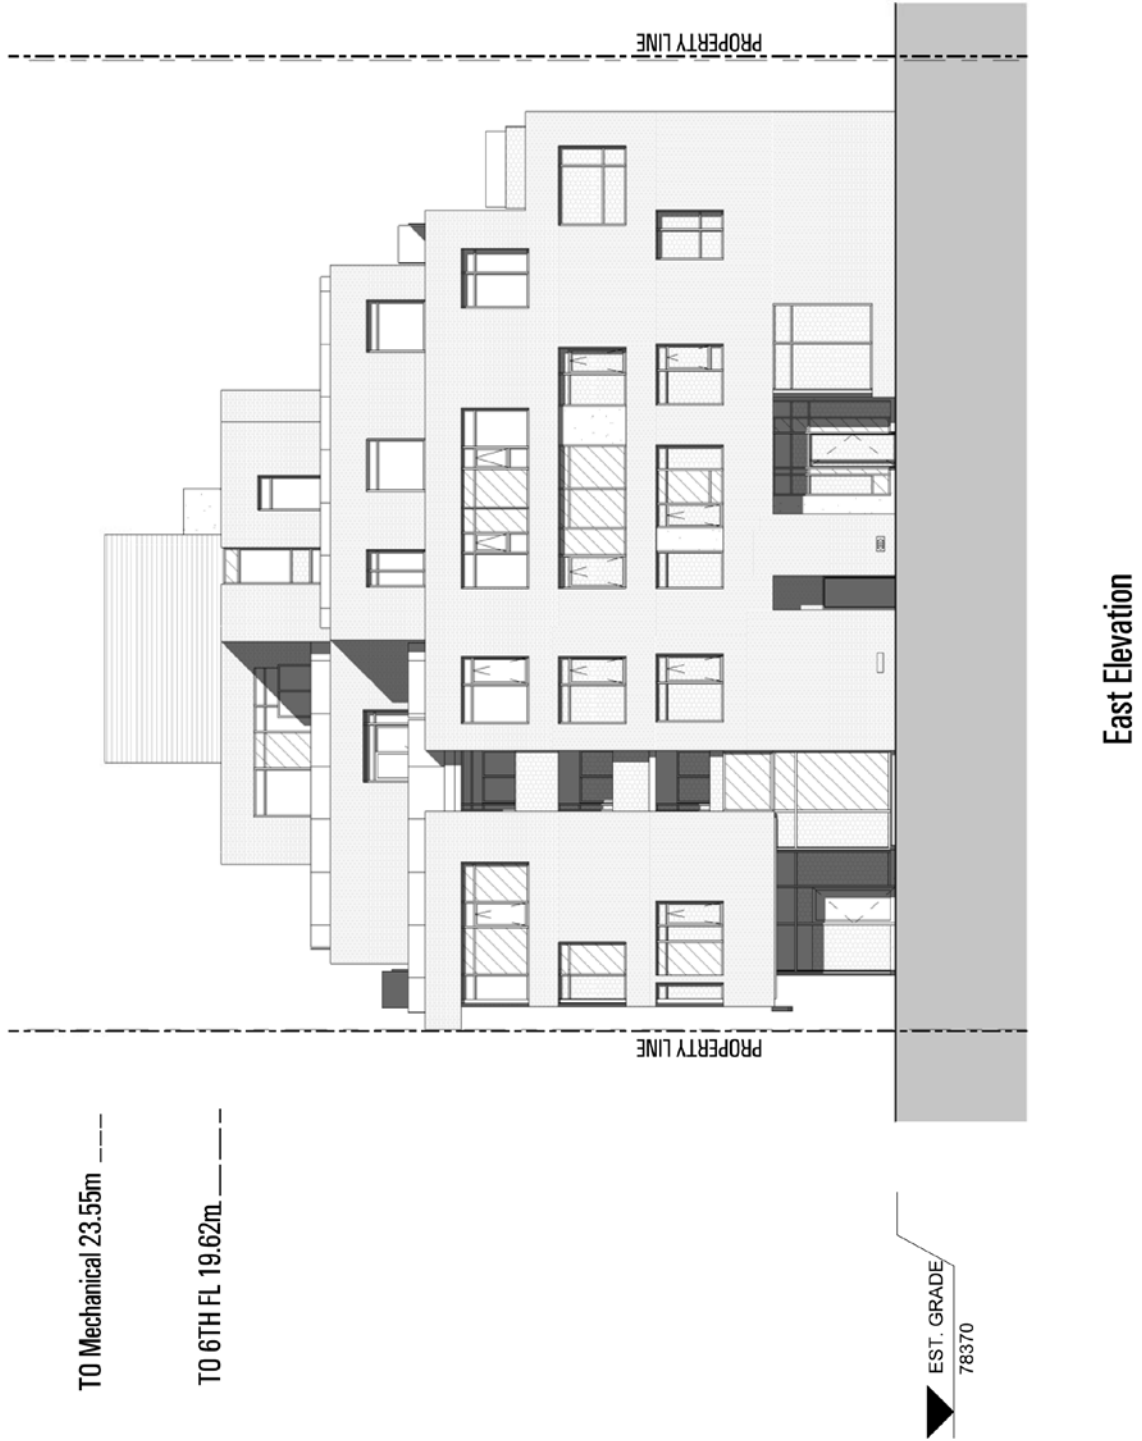 TO Mechanical 23.55m
TO 6TH FL 19.62m
EST. GRADE
78370
PROPERTY LINE
PROPERTY LINE
East Elevation